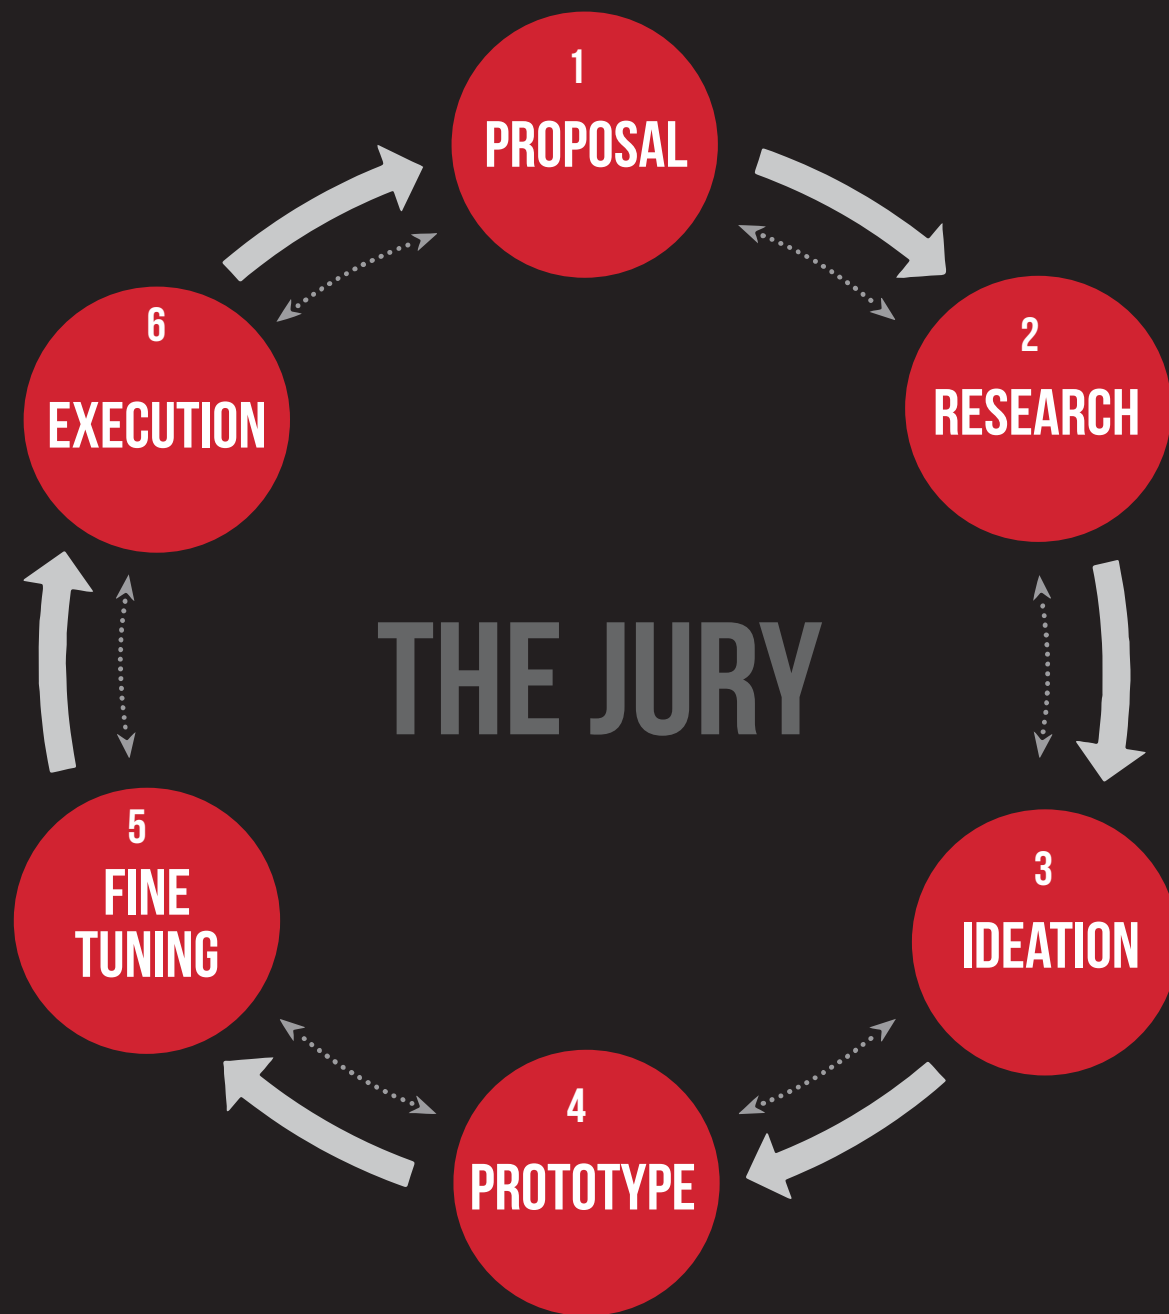 1
PROPOSAL
2
RESEARCH
3
IDEATION
4
PROTOTYPE
5
FINE
TUNING
6
EXECUTION
THE JURY